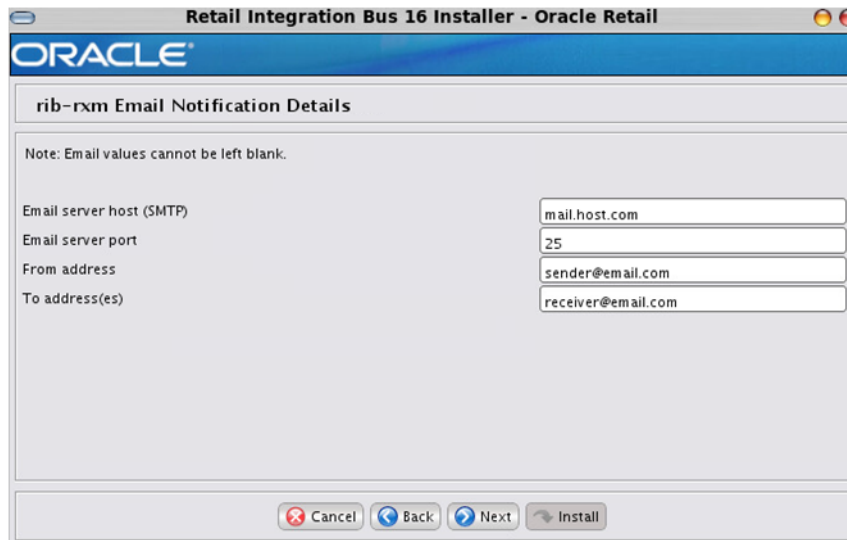 Retail Integration Bus 16 Installer - Oracle Retail
ORACLE®
rib-rxm Email Notification Details
Note: Email values cannot be left blank.
Email server host (SMTP) mail.host.com
Email server port 25
From address sender@email.com
To address(es) receiver@email.com
Cancel Back Next Install